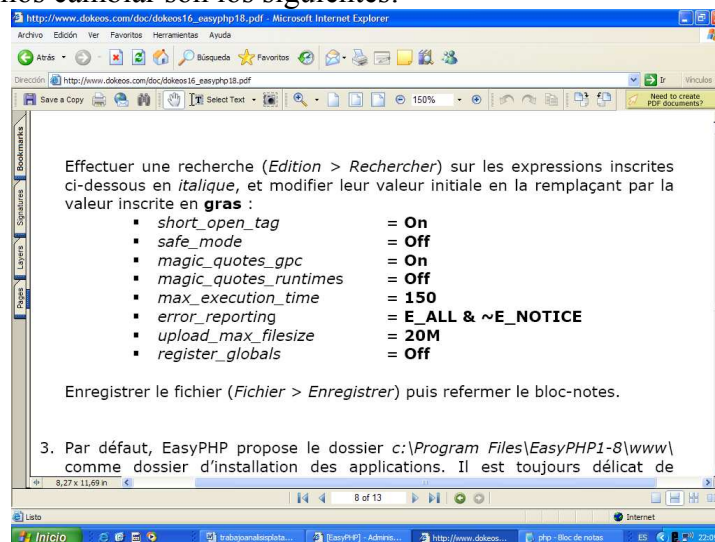 nos cambiar son los siguientes:
http://www.dokeos.com/doc/dokeos16_easyphp18.pdf - Microsoft Internet Explorer
Archivo Edición Ver Favoritos Herramientas Ayuda
Atrás Búsqueda Favoritos
Dirección http://www.dokeos.com/doc/dokeos16_easyphp18.pdf Ir Vínculos
Save a Copy Select Text 150% Need to create PDF documents?
Bookmarks
Signatures
Layers
Pages
Effectuer une recherche (Edition > Rechercher) sur les expressions inscrites
ci-dessous en italique, et modifier leur valeur initiale en la remplaçant par la
valeur inscrite en gras :
▪ short_open_tag = On
▪ safe_mode = Off
▪ magic_quotes_gpc = On
▪ magic_quotes_runtimes = Off
▪ max_execution_time = 150
▪ error_reporting = E_ALL & ~E_NOTICE
▪ upload_max_filesize = 20M
▪ register_globals = Off
Enregistrer le fichier (Fichier > Enregistrer) puis refermer le bloc-notes.
3. Par défaut, EasyPHP propose le dossier c:\Program Files\EasyPHP1-8\www\
comme dossier d'installation des applications. Il est toujours délicat de
8,27 x 11,69 in
8 of 13
Listo Internet
Inicio trabajoanalisisplata... [EasyPHP] - Adminis... http://www.dokeos... php - Bloc de notas ES